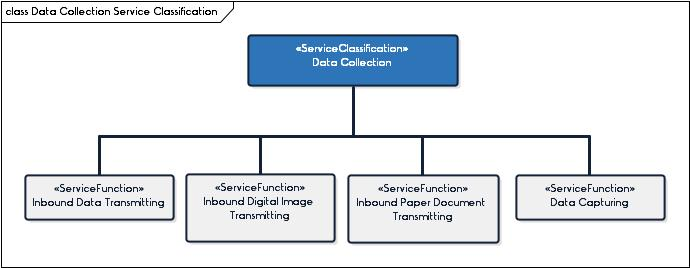 class Data Collection Service Classification
«ServiceClassification»
Data Collection
«ServiceFunction»
Inbound Data Transmitting
«ServiceFunction»
Inbound Digital Image
Transmitting
«ServiceFunction»
Inbound Paper Document
Transmitting
«ServiceFunction»
Data Capturing